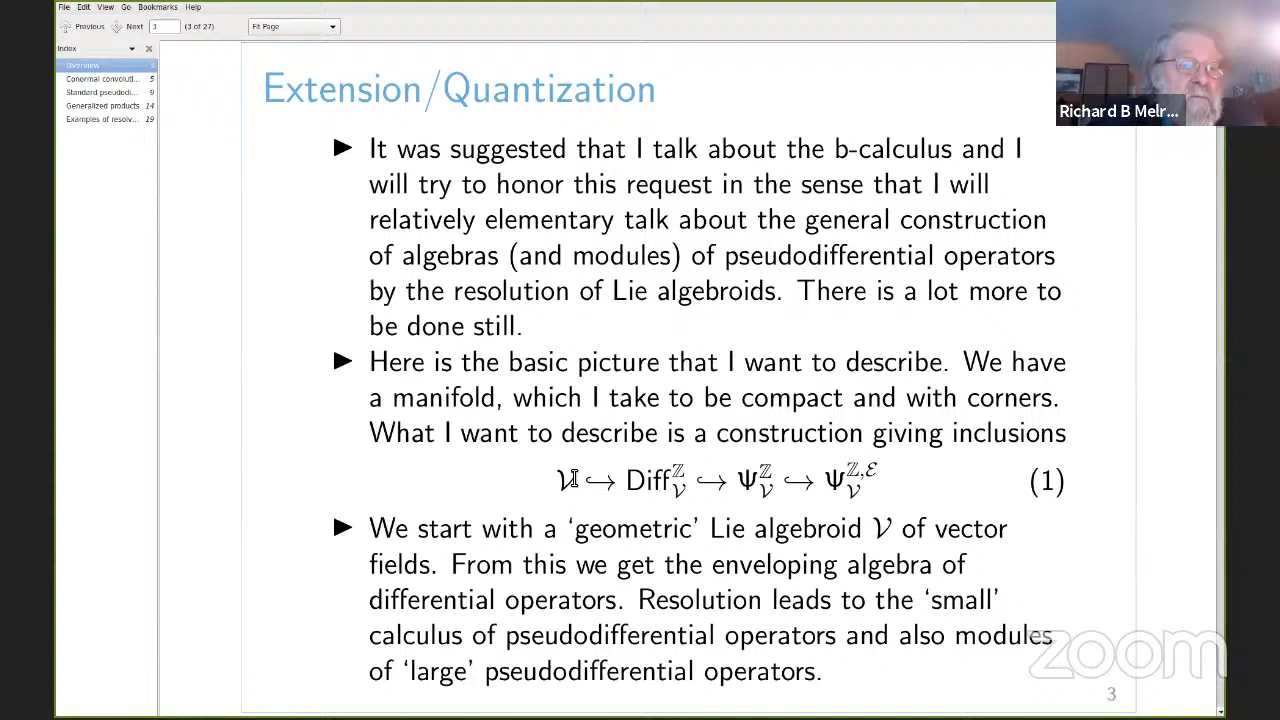 File Edit View Go Bookmarks Help
Previous Next 3 (3 of 27) Fit Page
Index
Overview 3
Conormal convoluti... 5
Standard pseudodi... 9
Generalized products 14
Examples of resolv... 19
Extension/Quantization
Richard B Melr...
► It was suggested that I talk about the b-calculus and I
will try to honor this request in the sense that I will
relatively elementary talk about the general construction
of algebras (and modules) of pseudodifferential operators
by the resolution of Lie algebroids. There is a lot more to
be done still.
► Here is the basic picture that I want to describe. We have
a manifold, which I take to be compact and with corners.
What I want to describe is a construction giving inclusions
𝒱 ↪ Diff^ℤ_𝒱 ↪ Ψ^ℤ_𝒱 ↪ Ψ^{ℤ,ℰ}_𝒱 (1)
► We start with a ‘geometric’ Lie algebroid 𝒱 of vector
fields. From this we get the enveloping algebra of
differential operators. Resolution leads to the ‘small’
calculus of pseudodifferential operators and also modules
of ‘large’ pseudodifferential operators.
zoom
3